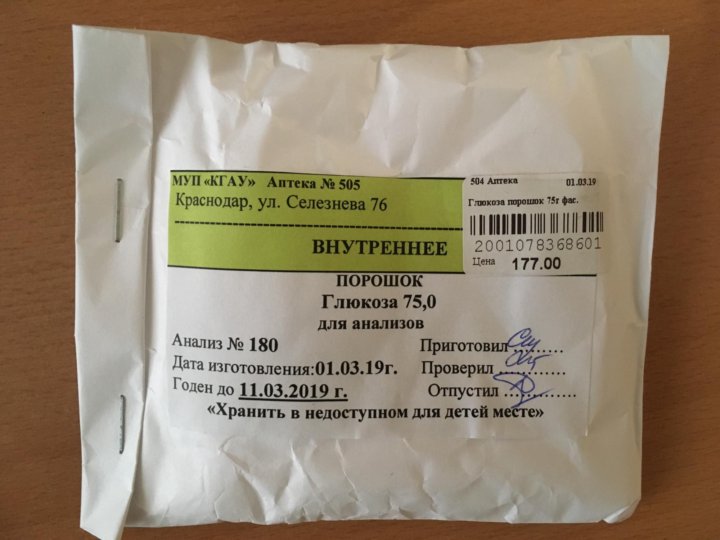 МУП «КГАУ» Аптека № 505
Краснодар, ул. Селезнева 76
ВНУТРЕННЕЕ
504 Аптека 01.03.19
Глюкоза порошок 75г фас.
2001078368601
Цена 177.00
ПОРОШОК
Глюкоза 75,0
для анализов
Анализ № 180 Приготовил
Дата изготовления:01.03.19г. Проверил
Годен до 11.03.2019 г. Отпустил
«Хранить в недоступном для детей месте»